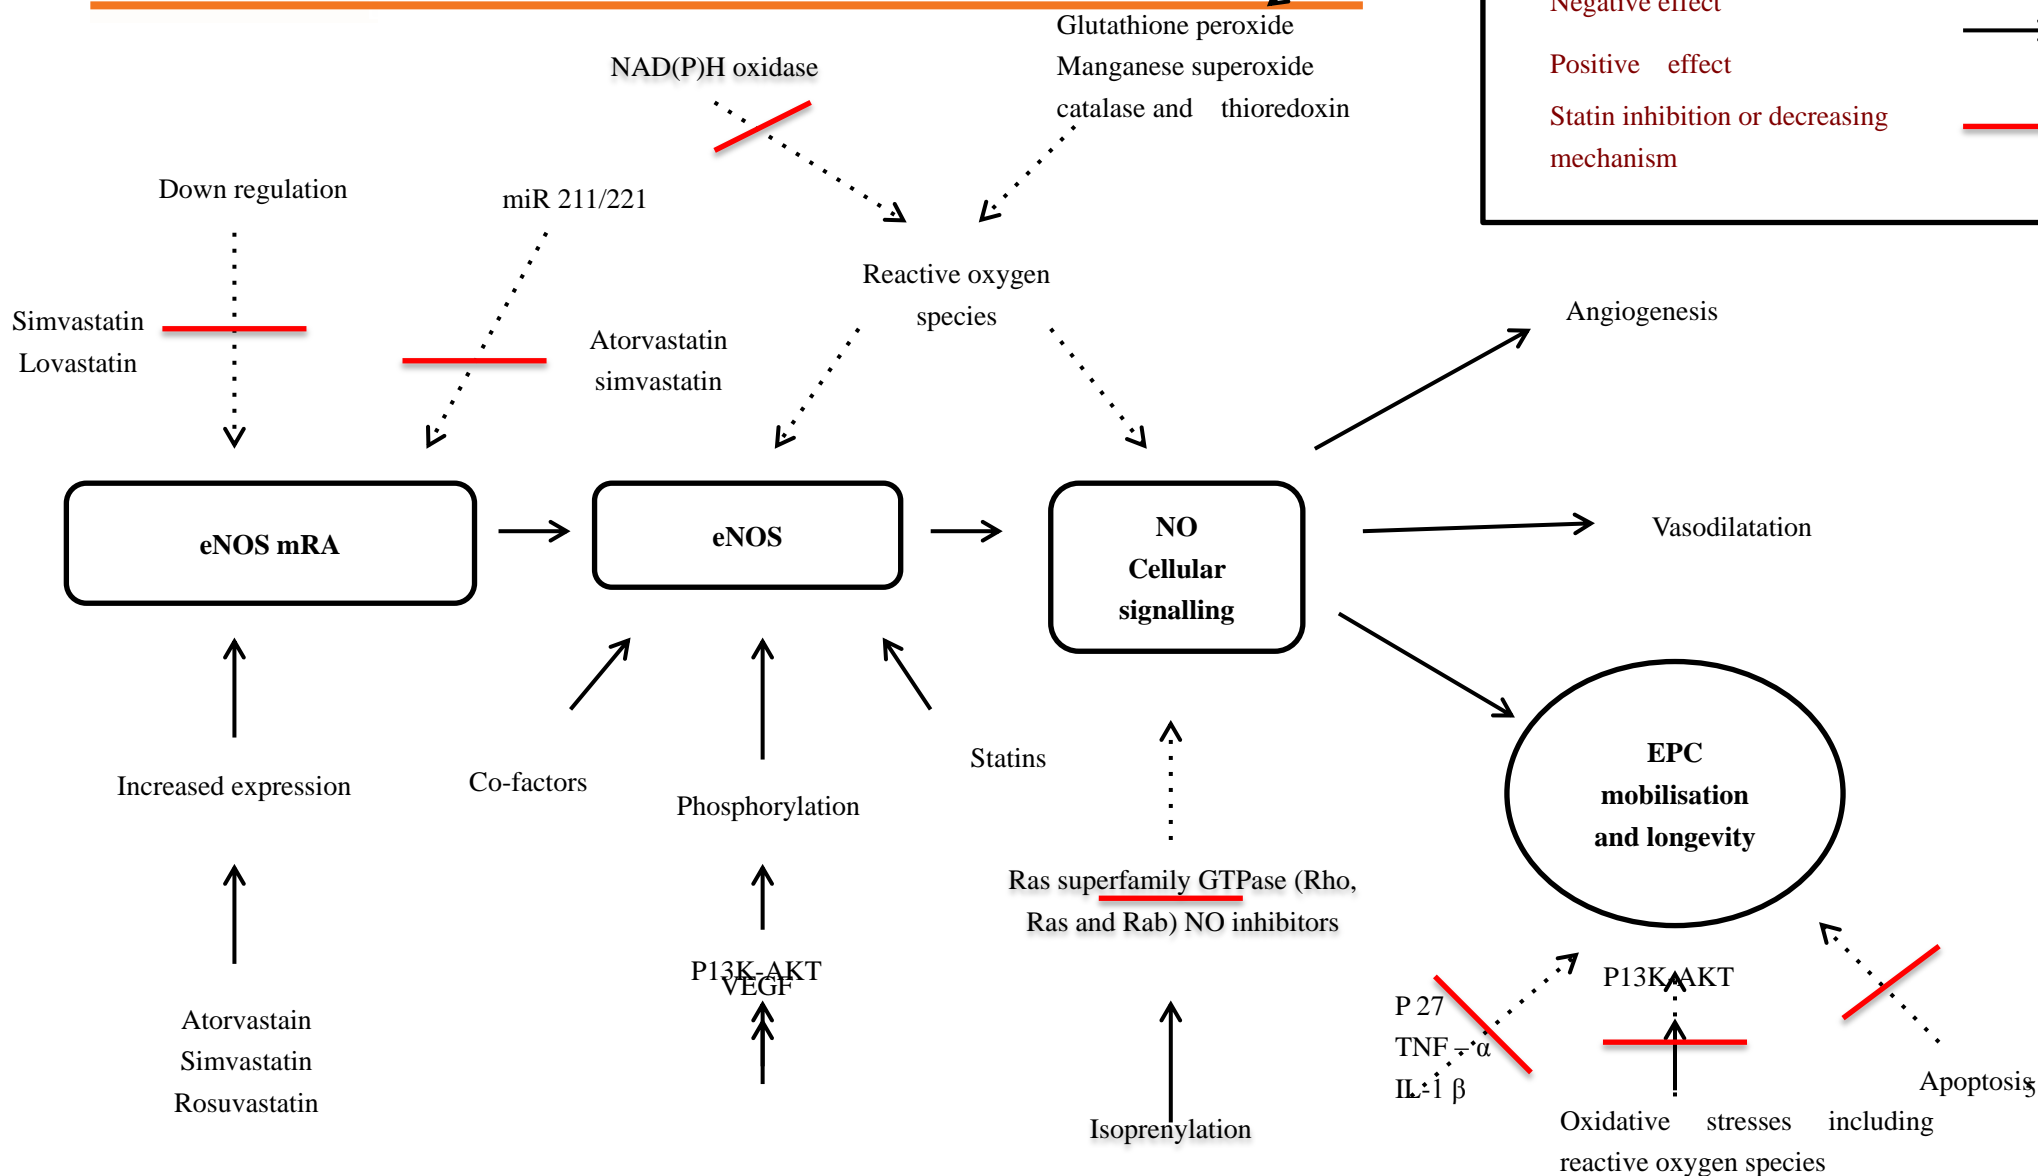 Negative effect
Glutathione peroxide
Manganese superoxide
catalase and thioredoxin
NAD(P)H oxidase
Positive effect
Statin inhibition or decreasing
mechanism
Down regulation
miR 211/221
Reactive oxygen
species
Simvastatin
Lovastatin
Atorvastatin
simvastatin
Angiogenesis
eNOS mRA
eNOS
NO
Cellular
signalling
Vasodilatation
EPC
mobilisation
and longevity
Increased expression
Co-factors
Phosphorylation
Statins
Ras superfamily GTPase (Rho,
Ras and Rab) NO inhibitors
P13K-AKT
VEGF
P13K-AKT
P 27
TNF – α
IL-1 β
Atorvastain
Simvastatin
Rosuvastatin
Isoprenylation
Apoptosis
Oxidative stresses including
reactive oxygen species